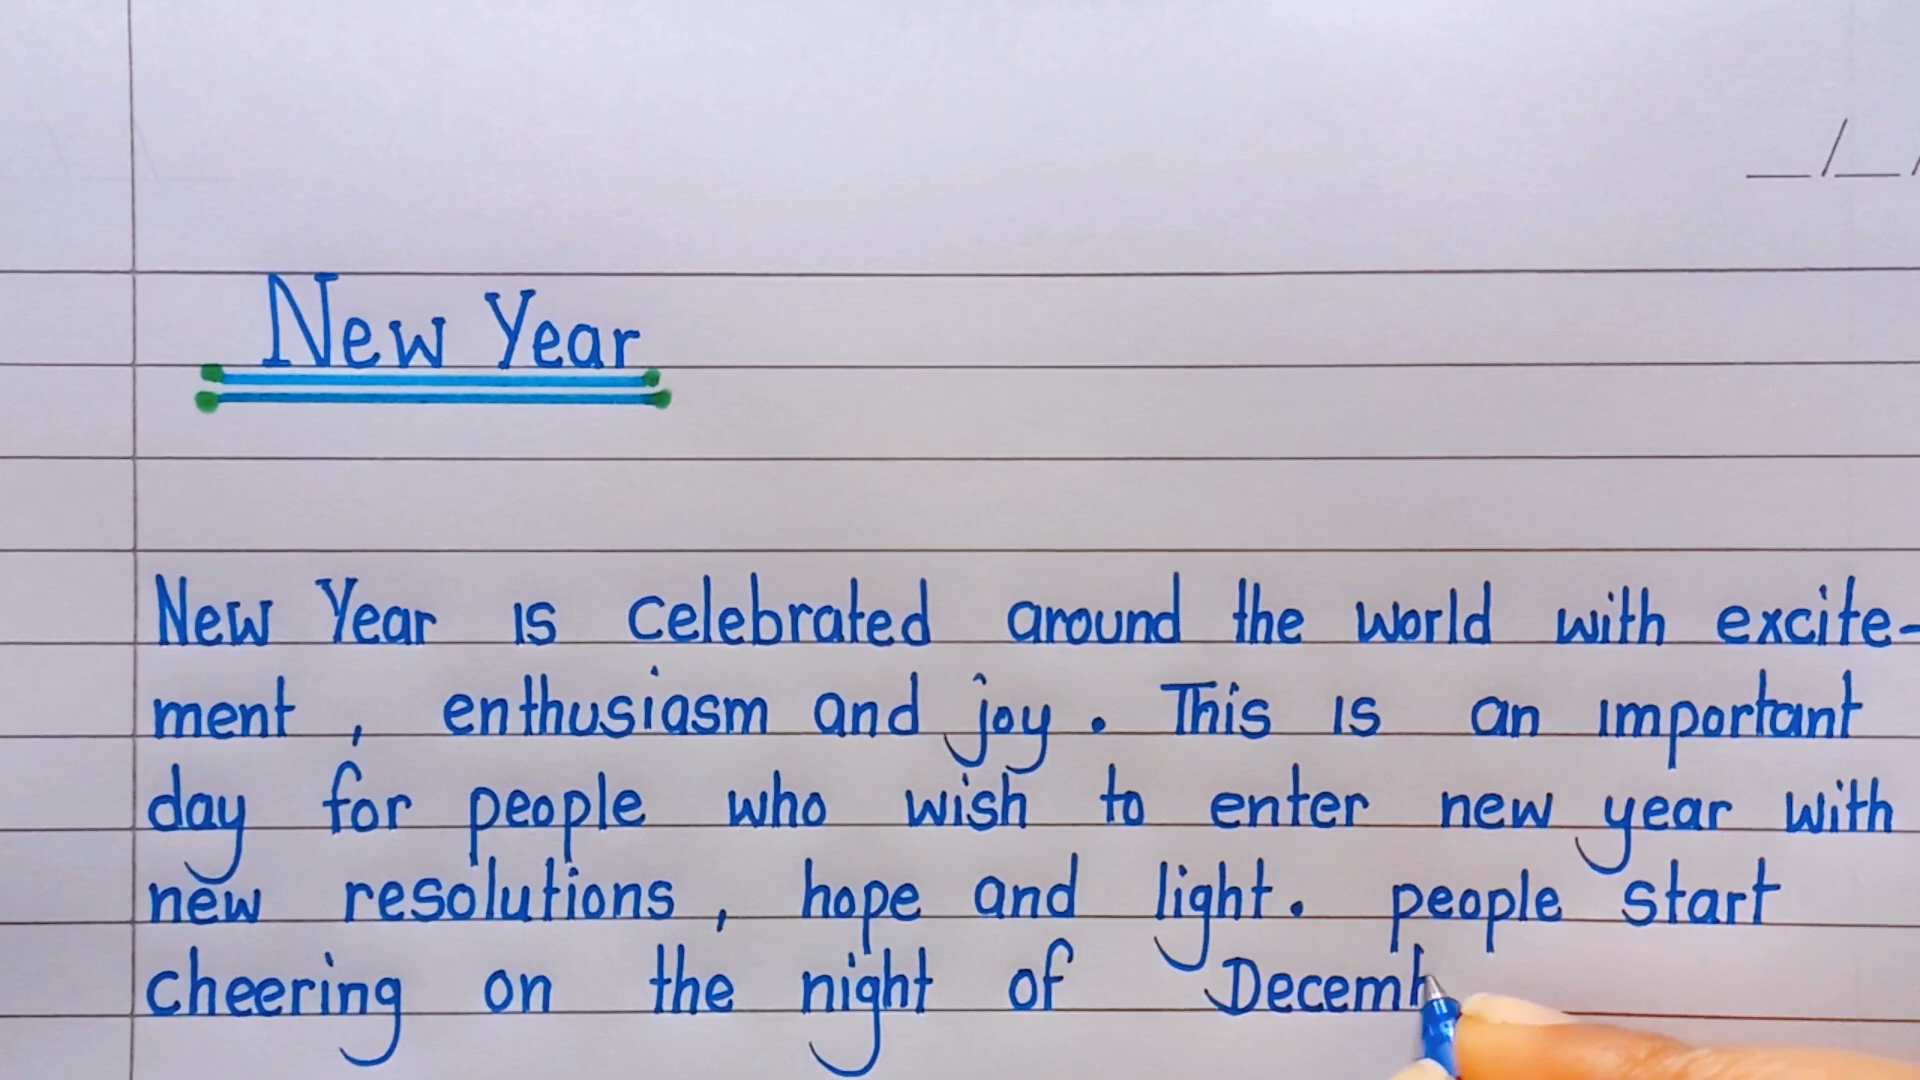 __/__/
New Year
New Year is celebrated around the world with excite-
ment , enthusiasm and joy . This is an important
day for people who wish to enter new year with
new resolutions , hope and light . people start
cheering on the night of